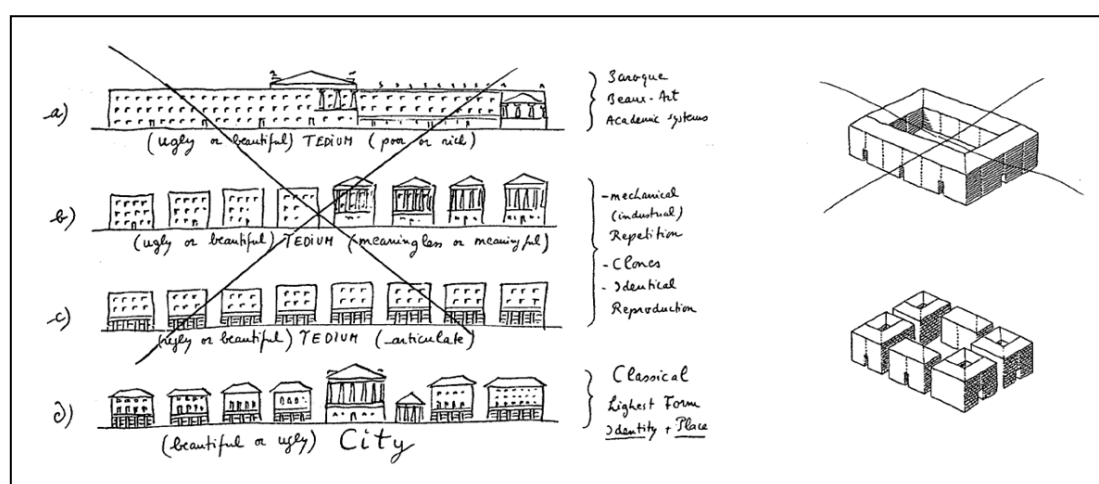 a)
(ugly or beautiful) TEDIUM (poor or rich)
Baroque
Beaux-Art
Academic systems
b)
(ugly or beautiful) TEDIUM (meaningless or meaningful)
-mechanical
(industrial)
Repetition
-Clones
-Identical
Reproduction
c)
(ugly or beautiful) TEDIUM (articulate)
d)
(beautiful or ugly) City
Classical
Highest Form
Identity + Place